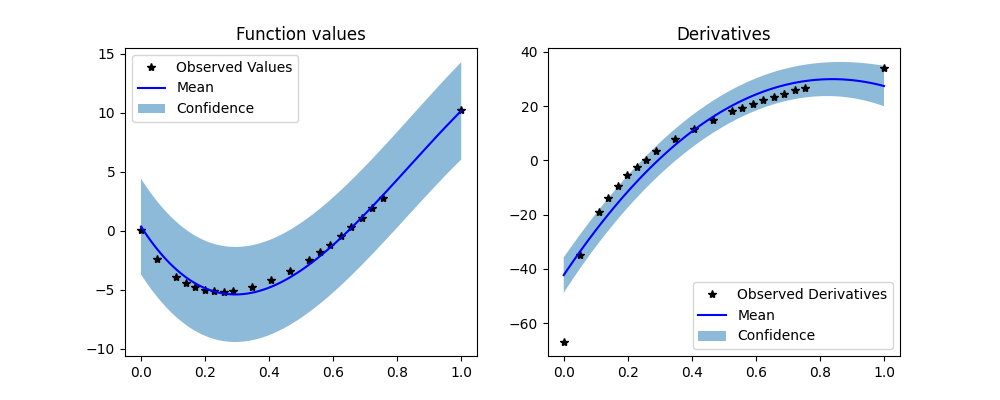 Function values
15
10
5
0
−5
−10
0.0 0.2 0.4 0.6 0.8 1.0
Observed Values
Mean
Confidence
Derivatives
40
20
0
−20
−40
−60
0.0 0.2 0.4 0.6 0.8 1.0
Observed Derivatives
Mean
Confidence